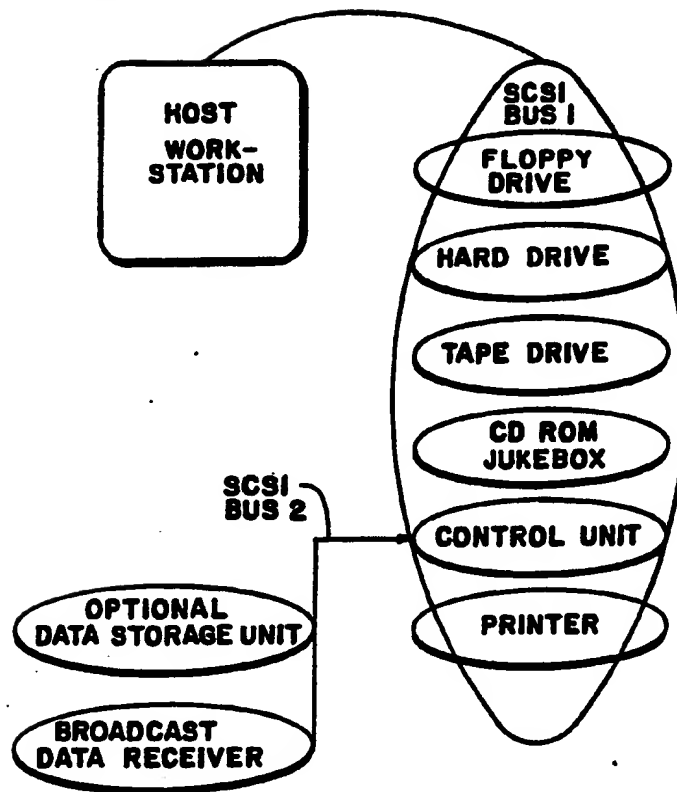 HOST
WORK-
STATION
SCSI
BUS 1
FLOPPY
DRIVE
HARD DRIVE
TAPE DRIVE
CD ROM
JUKEBOX
SCSI
BUS 2
CONTROL UNIT
OPTIONAL
DATA STORAGE UNIT
PRINTER
BROADCAST
DATA RECEIVER